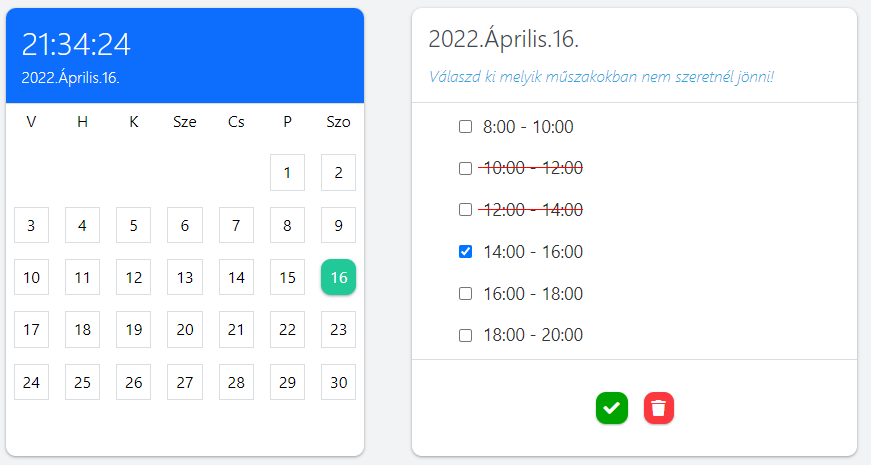 21:34:24
2022.Április.16.
V H K Sze Cs P Szo
1 2
3 4 5 6 7 8 9
10 11 12 13 14 15 16
17 18 19 20 21 22 23
24 25 26 27 28 29 30
2022.Április.16.
Válaszd ki melyik műszakokban nem szeretnél jönni!
8:00 - 10:00
10:00 - 12:00
12:00 - 14:00
14:00 - 16:00
16:00 - 18:00
18:00 - 20:00